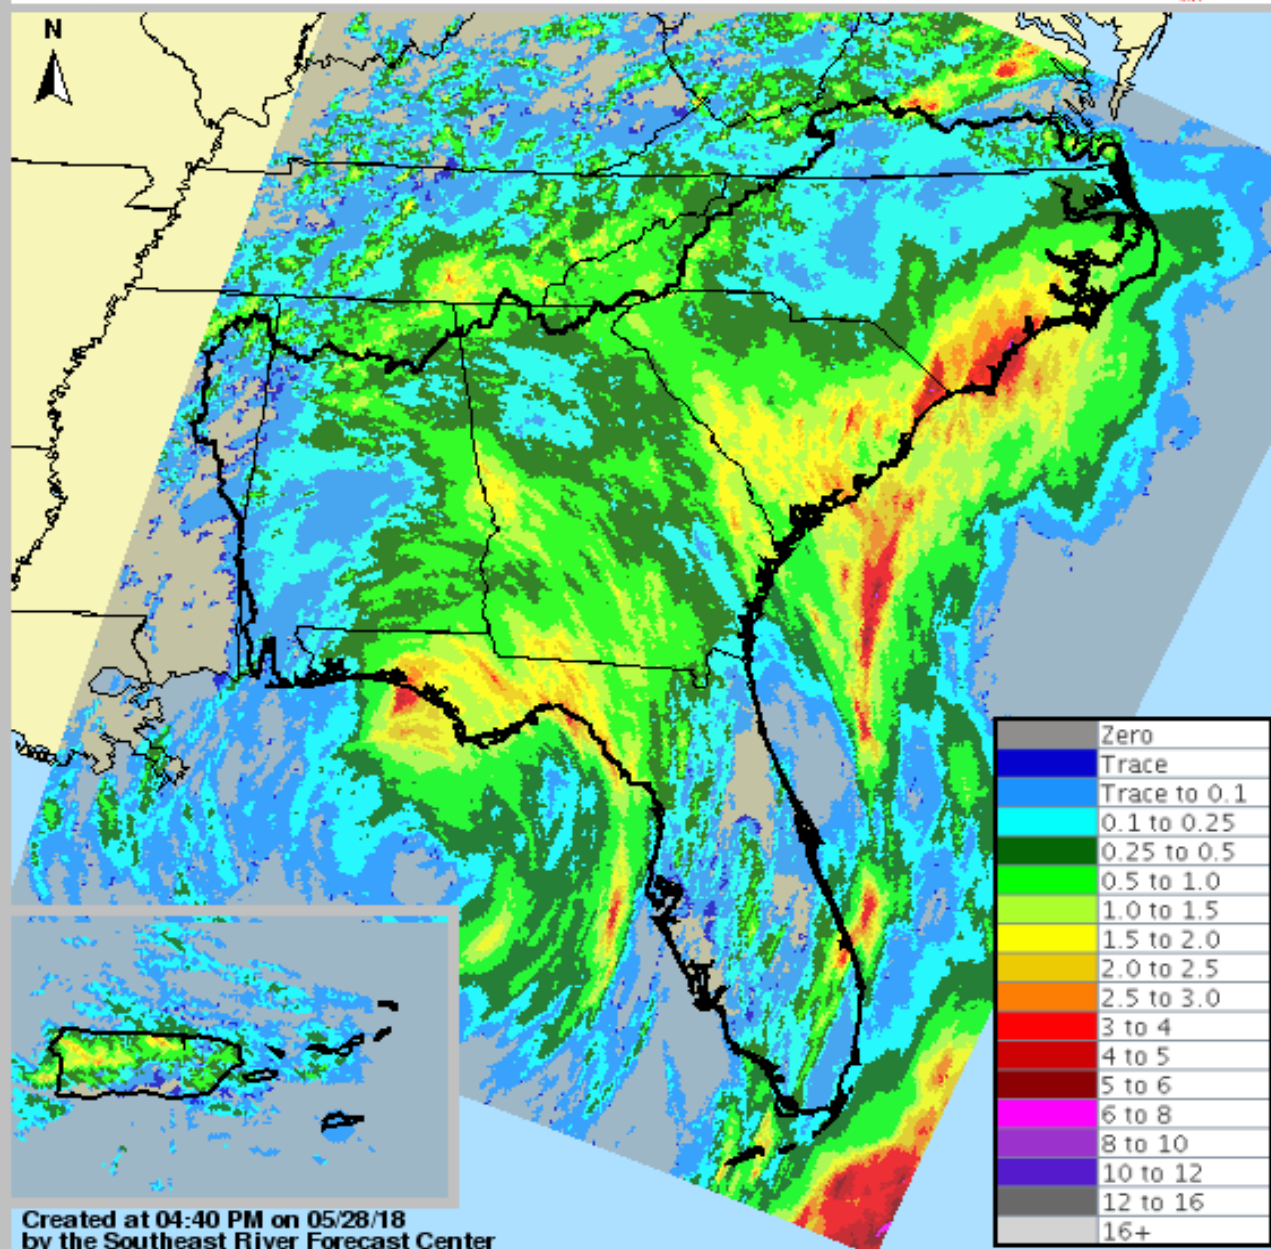 N
Zero
Trace
Trace to 0.1
0.1 to 0.25
0.25 to 0.5
0.5 to 1.0
1.0 to 1.5
1.5 to 2.0
2.0 to 2.5
2.5 to 3.0
3 to 4
4 to 5
5 to 6
6 to 8
8 to 10
10 to 12
12 to 16
16+
Created at 04:40 PM on 05/28/18
by the Southeast River Forecast Center